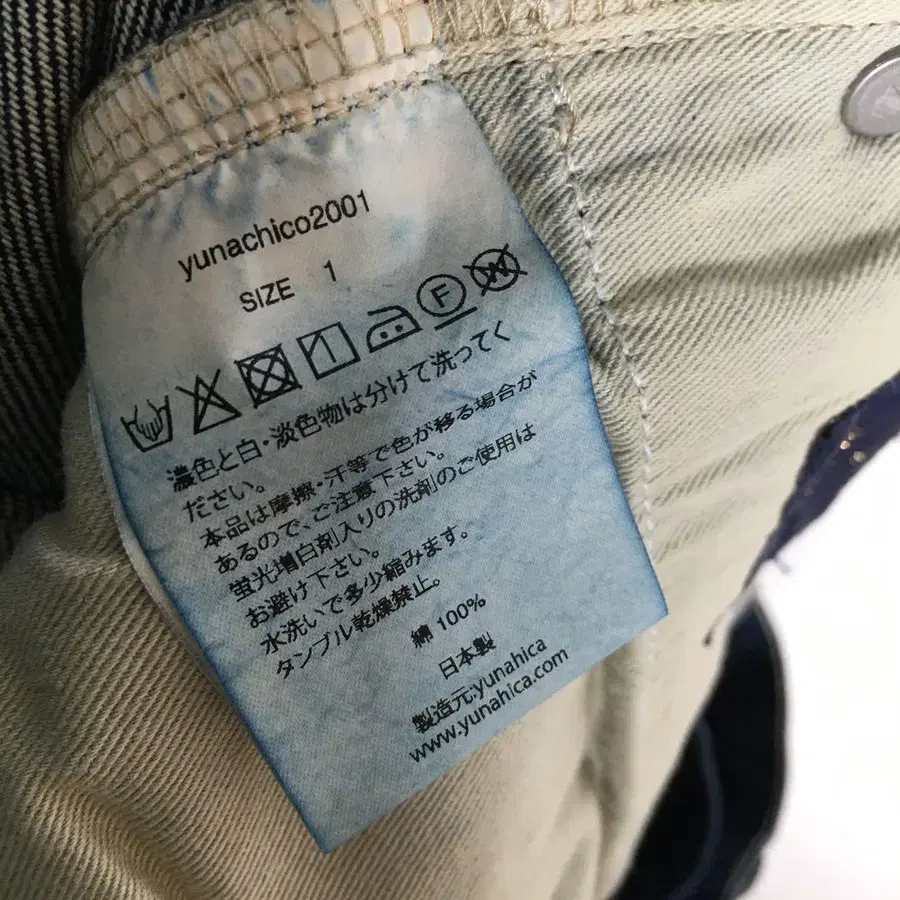 yunachico2001
SIZE 1
F
W
濃色と白・淡色物は分けて洗ってく
ださい。
本品は摩擦・汗等で色が移る場合が
あるので、ご注意下さい。
蛍光増白剤入りの洗剤のご使用は
お避け下さい。
水洗いで多少縮みます。
タンブル乾燥禁止。
綿 100%
日本製
製造元:yunahica
www.yunahica.com